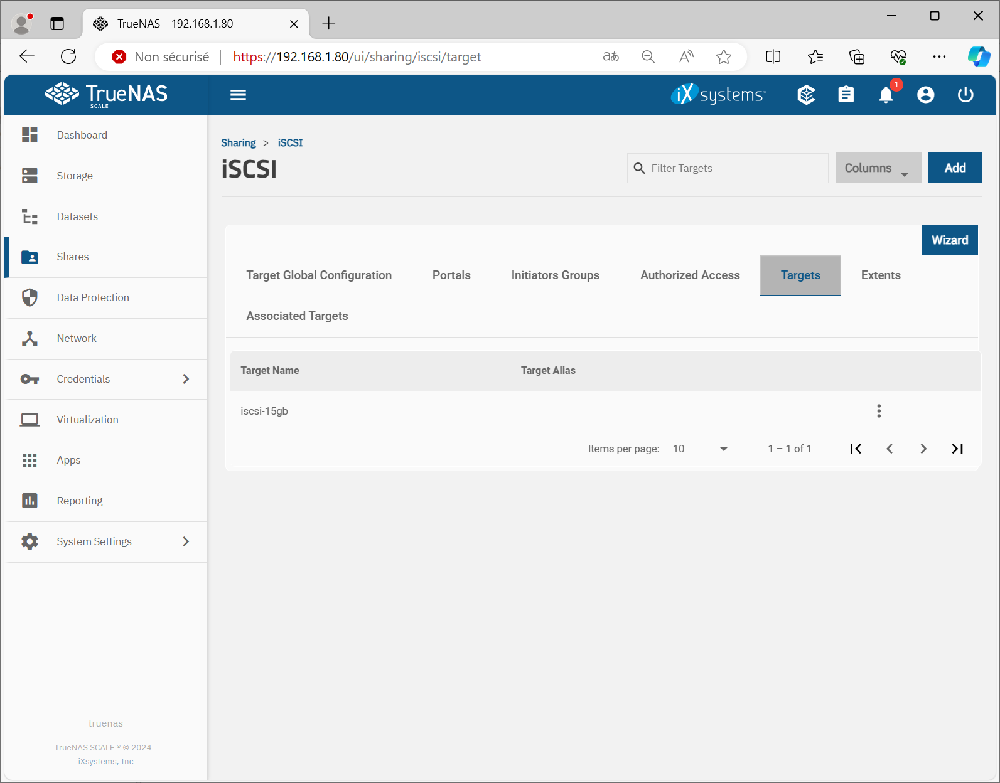 TrueNAS - 192.168.1.80
Non sécurisé | https://192.168.1.80/ui/sharing/iscsi/target
aあ
A
TrueNAS
SCALE
iXsystems™
1
Dashboard
Storage
Datasets
Shares
Data Protection
Network
Credentials
Virtualization
Apps
Reporting
System Settings
truenas
TrueNAS SCALE ® © 2024 -
iXsystems, Inc
Sharing > iSCSI
iSCSI
Filter Targets
Columns
Add
Wizard
Target Global Configuration
Portals
Initiators Groups
Authorized Access
Targets
Extents
Associated Targets
Target Name
Target Alias
iscsi-15gb
Items per page: 10
1 – 1 of 1